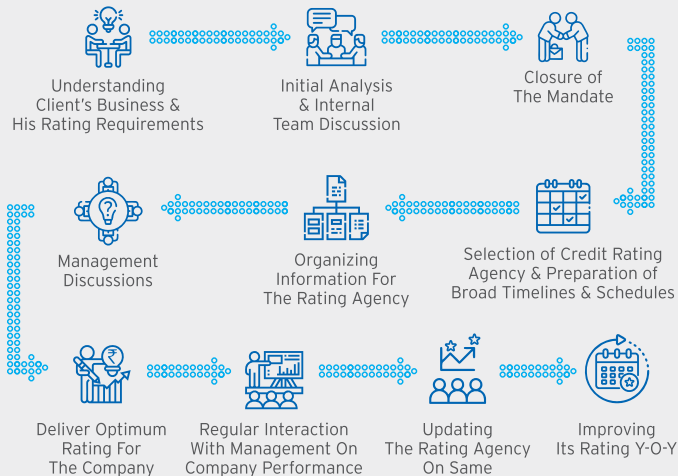 Understanding
Client's Business &
His Rating Requirements
Initial Analysis
& Internal
Team Discussion
Closure of
The Mandate
Selection of Credit Rating
Agency & Preparation of
Broad Timelines & Schedules
Organizing
Information For
The Rating Agency
Management
Discussions
₹
Deliver Optimum
Rating For
The Company
Regular Interaction
With Management On
Company Performance
Updating
The Rating Agency
On Same
Improving
Its Rating Y-O-Y